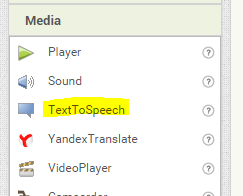 Media
Player
Sound
TextToSpeech
YandexTranslate
VideoPlayer